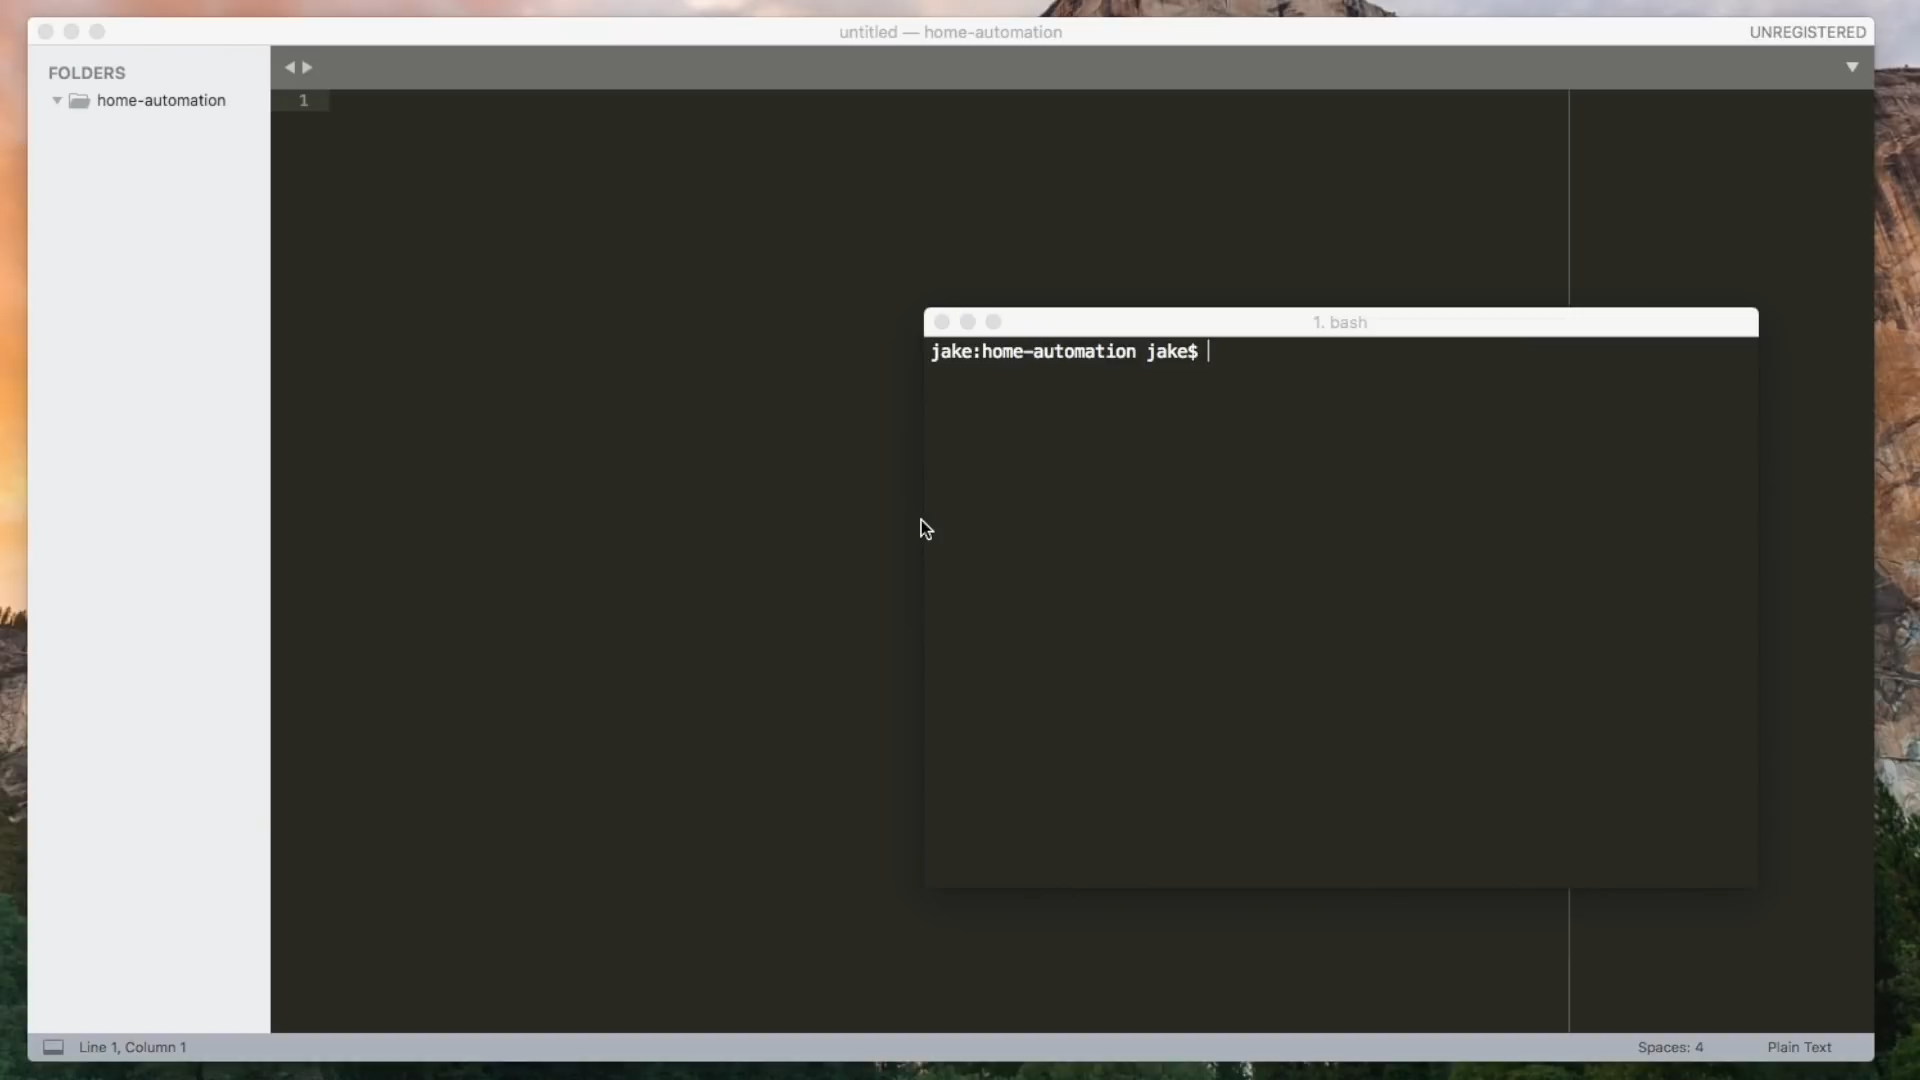 untitled — home-automation
UNREGISTERED
FOLDERS
home-automation
1
1. bash
jake:home-automation jake$
Line 1, Column 1
Spaces: 4
Plain Text